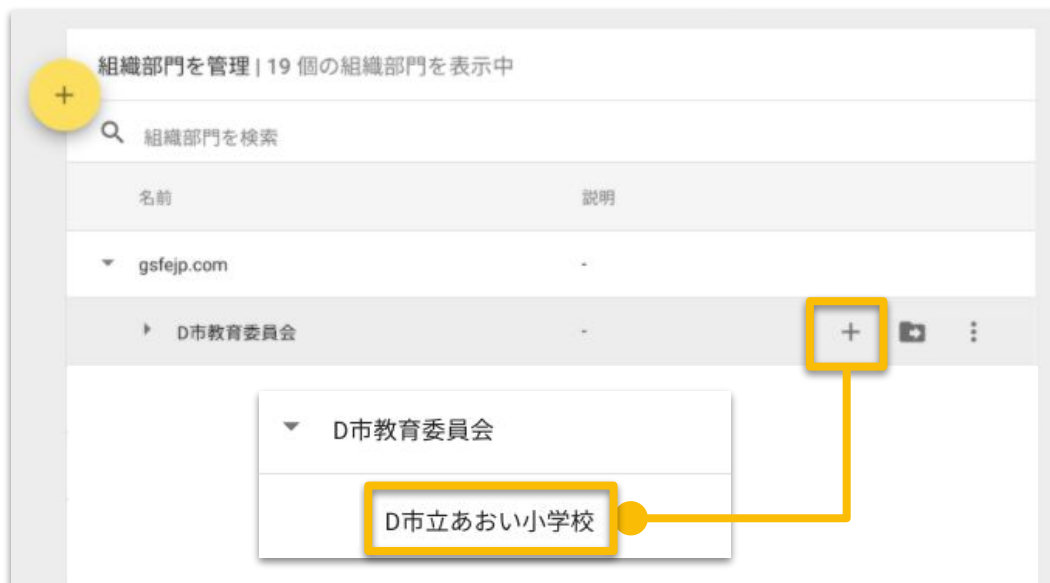 組織部門を管理 | 19 個の組織部門を表示中
組織部門を検索
名前 説明
gsfejp.com -
D市教育委員会 -
D市教育委員会
D市立あおい小学校